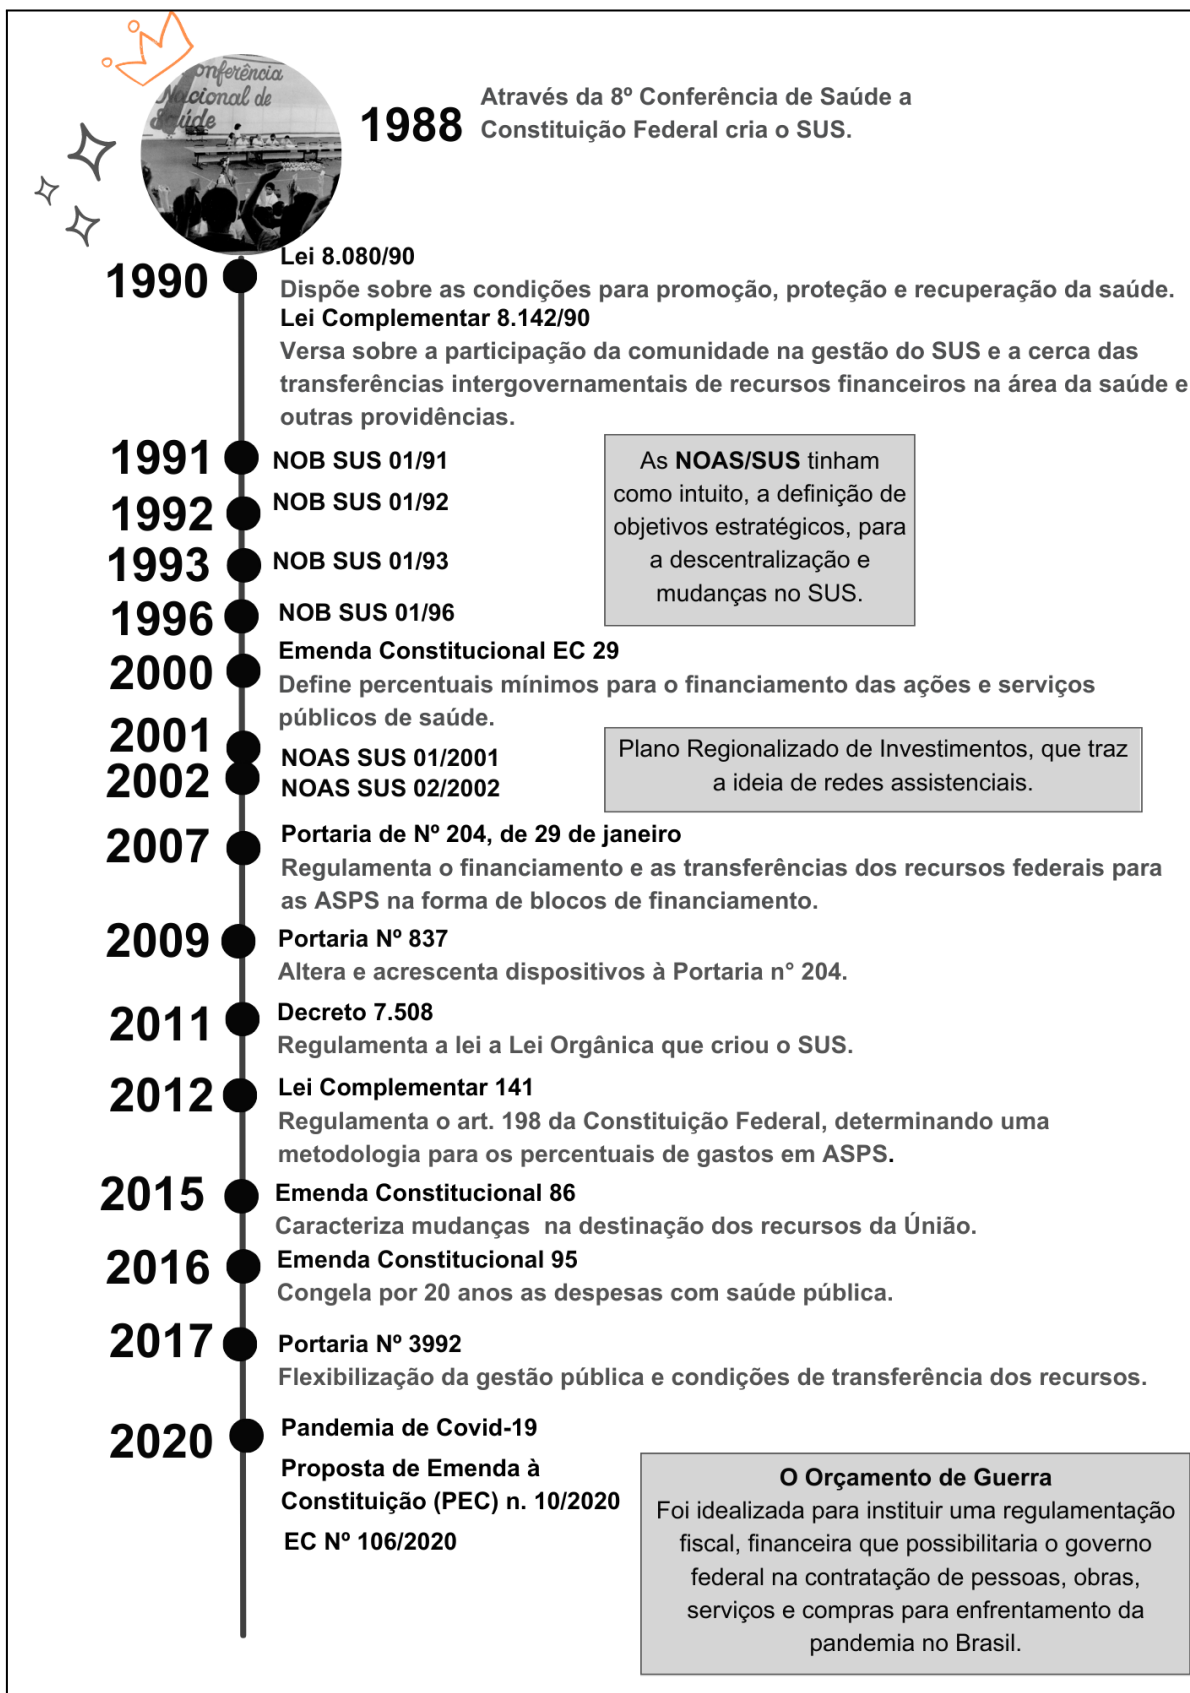 onferência
Nacional de
Saúde
1988
Através da 8º Conferência de Saúde a
Constituição Federal cria o SUS.
1990
Lei 8.080/90
Dispõe sobre as condições para promoção, proteção e recuperação da saúde.
Lei Complementar 8.142/90
Versa sobre a participação da comunidade na gestão do SUS e a cerca das
transferências intergovernamentais de recursos financeiros na área da saúde e
outras providências.
1991
NOB SUS 01/91
1992
NOB SUS 01/92
1993
NOB SUS 01/93
1996
NOB SUS 01/96
As NOAS/SUS tinham
como intuito, a definição de
objetivos estratégicos, para
a descentralização e
mudanças no SUS.
2000
Emenda Constitucional EC 29
Define percentuais mínimos para o financiamento das ações e serviços
públicos de saúde.
2001
NOAS SUS 01/2001
2002
NOAS SUS 02/2002
Plano Regionalizado de Investimentos, que traz
a ideia de redes assistenciais.
2007
Portaria de Nº 204, de 29 de janeiro
Regulamenta o financiamento e as transferências dos recursos federais para
as ASPS na forma de blocos de financiamento.
2009
Portaria Nº 837
Altera e acrescenta dispositivos à Portaria n° 204.
2011
Decreto 7.508
Regulamenta a lei a Lei Orgânica que criou o SUS.
2012
Lei Complementar 141
Regulamenta o art. 198 da Constituição Federal, determinando uma
metodologia para os percentuais de gastos em ASPS.
2015
Emenda Constitucional 86
Caracteriza mudanças  na destinação dos recursos da Únião.
2016
Emenda Constitucional 95
Congela por 20 anos as despesas com saúde pública.
2017
Portaria Nº 3992
Flexibilização da gestão pública e condições de transferência dos recursos.
2020
Pandemia de Covid-19
Proposta de Emenda à
Constituição (PEC) n. 10/2020
EC Nº 106/2020
O Orçamento de Guerra
Foi idealizada para instituir uma regulamentação
fiscal, financeira que possibilitaria o governo
federal na contratação de pessoas, obras,
serviços e compras para enfrentamento da
pandemia no Brasil.